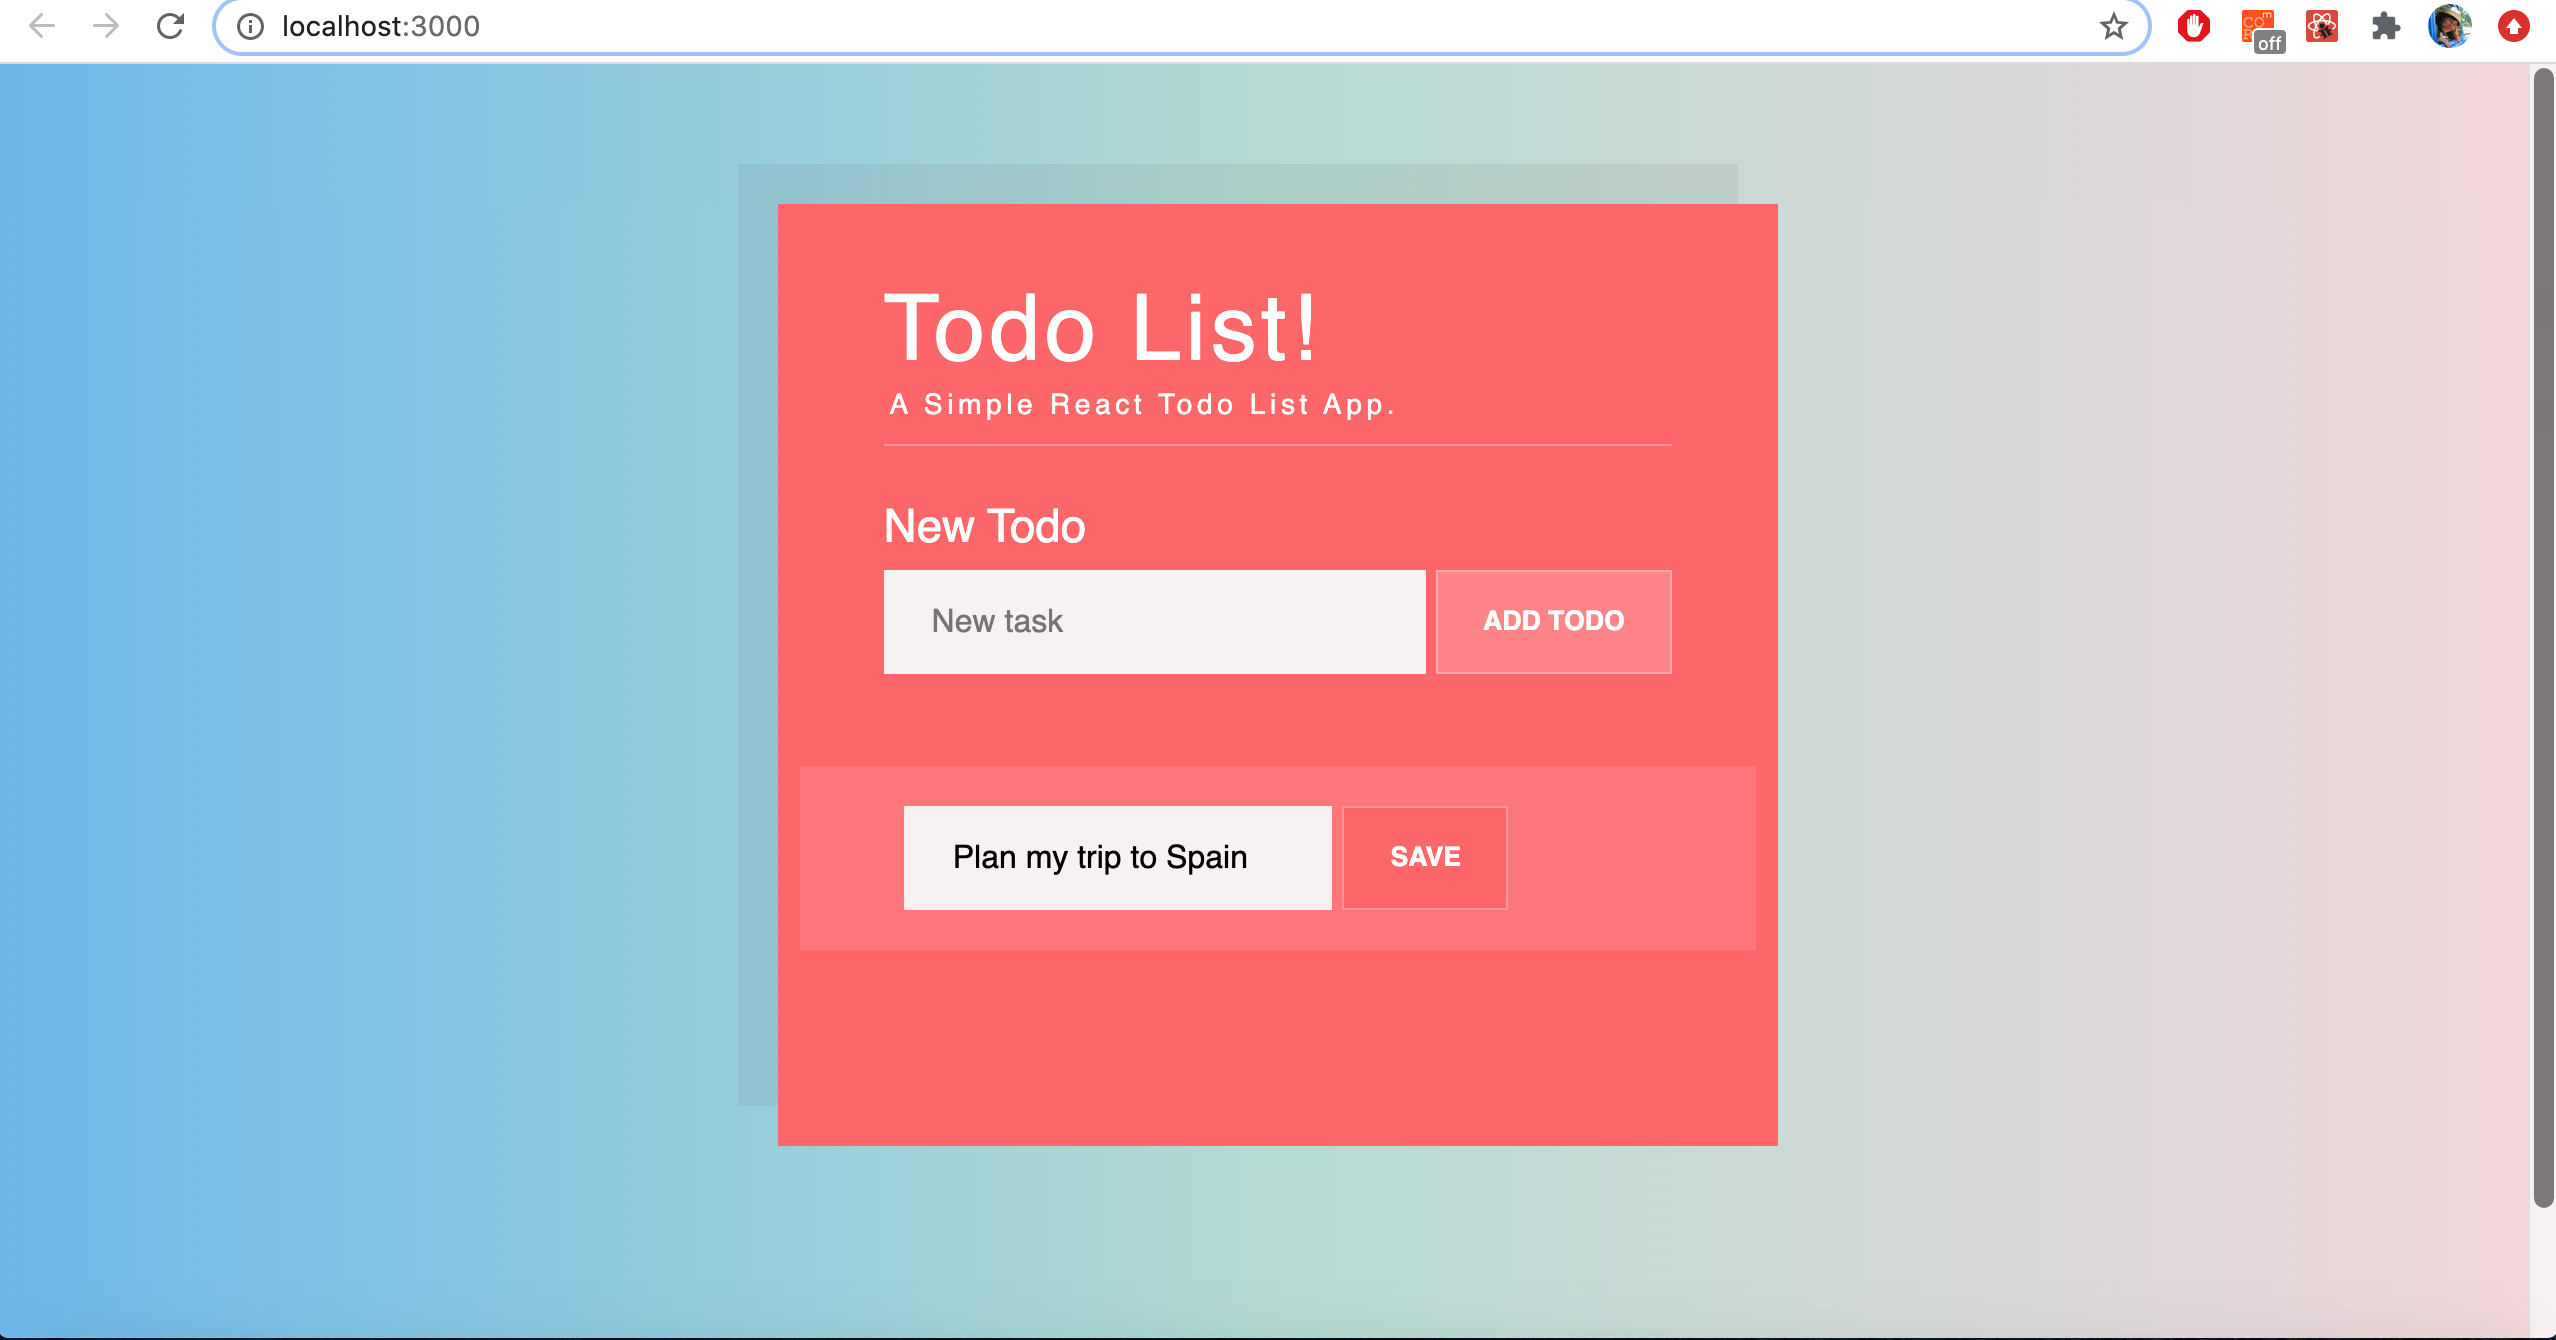 localhost:3000
off
Todo List!
A Simple React Todo List App.
New Todo
New task
ADD TODO
Plan my trip to Spain
SAVE